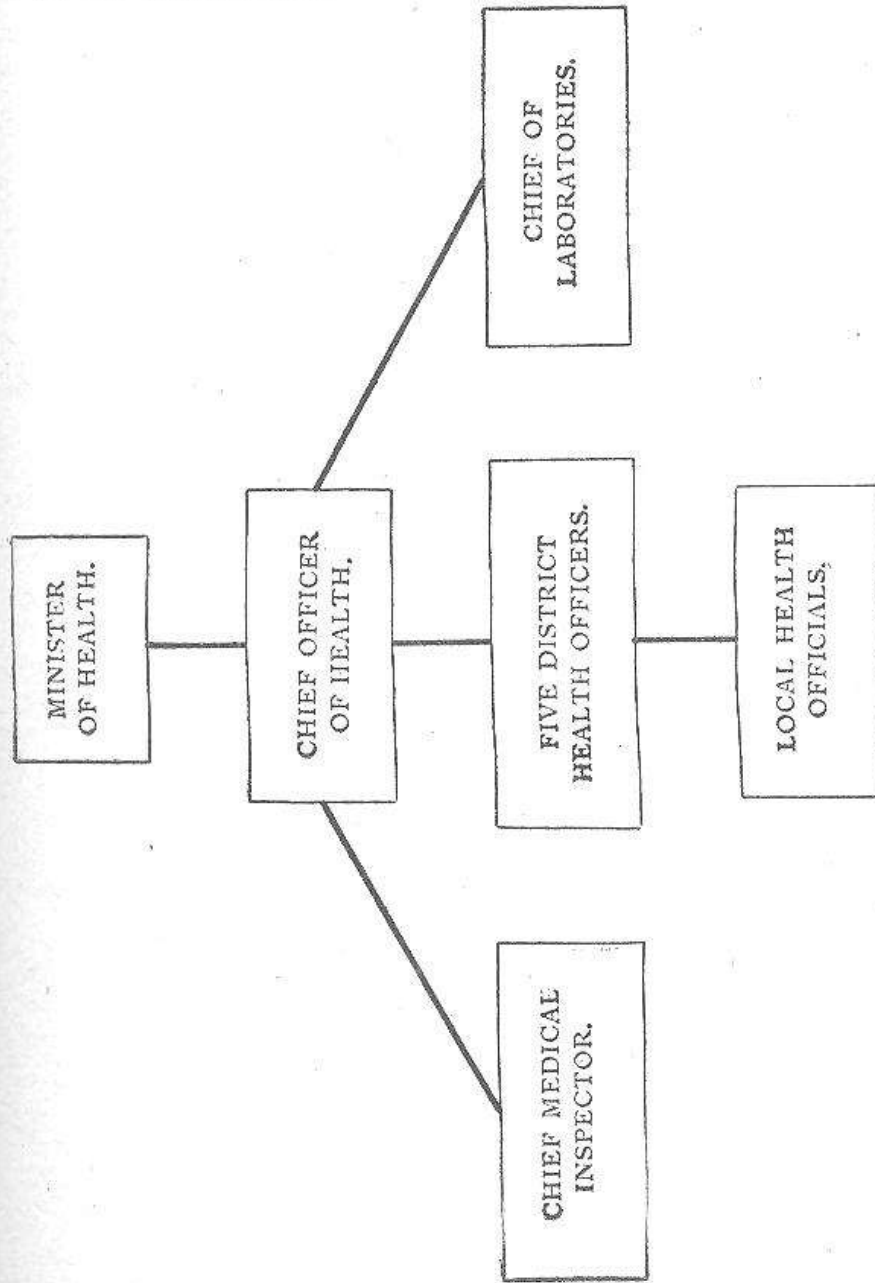 MINISTER
OF HEALTH.
CHIEF OFFICER
OF HEALTH.
CHIEF MEDICAL
INSPECTOR.
FIVE DISTRICT
HEALTH OFFICERS.
CHIEF OF
LABORATORIES.
LOCAL HEALTH
OFFICIALS.